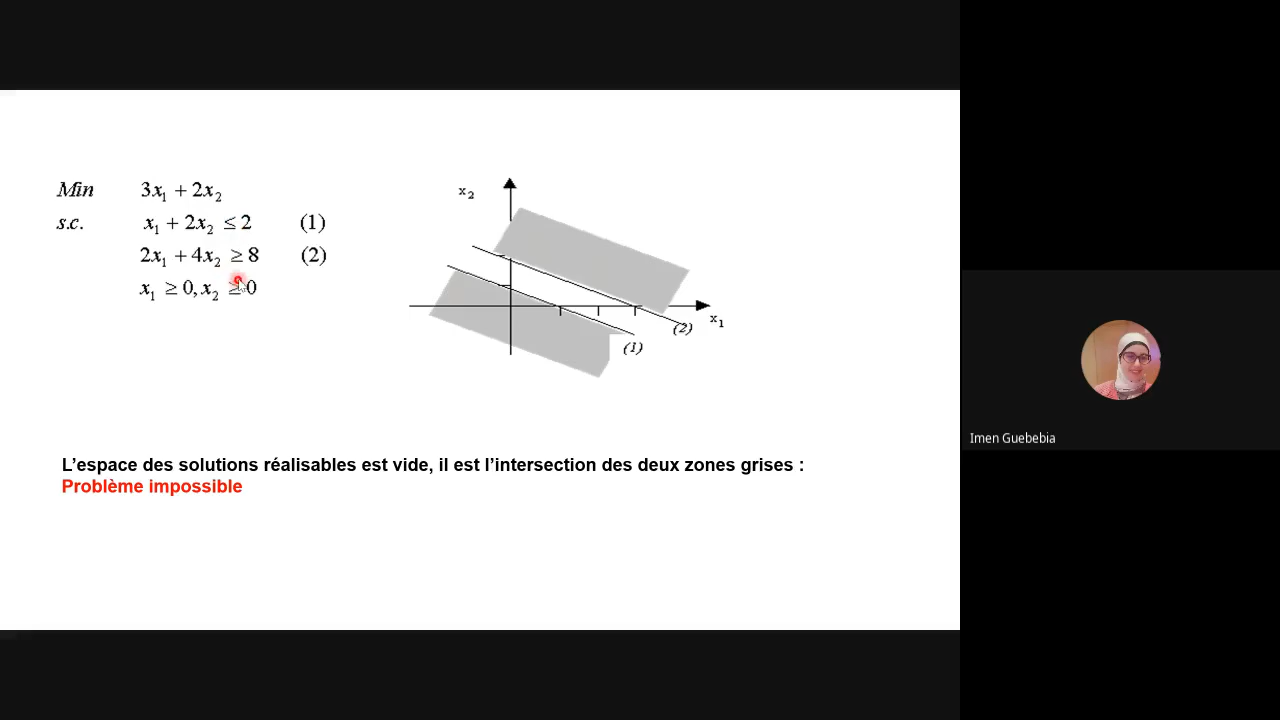 Min 3x₁ + 2x₂
s.c. x₁ + 2x₂ ≤ 2 (1)
2x₁ + 4x₂ ≥ 8 (2)
x₁ ≥ 0, x₂ ≥ 0
x₂
x₁
(2)
(1)
L’espace des solutions réalisables est vide, il est l’intersection des deux zones grises :
Problème impossible
Imen Guebebia